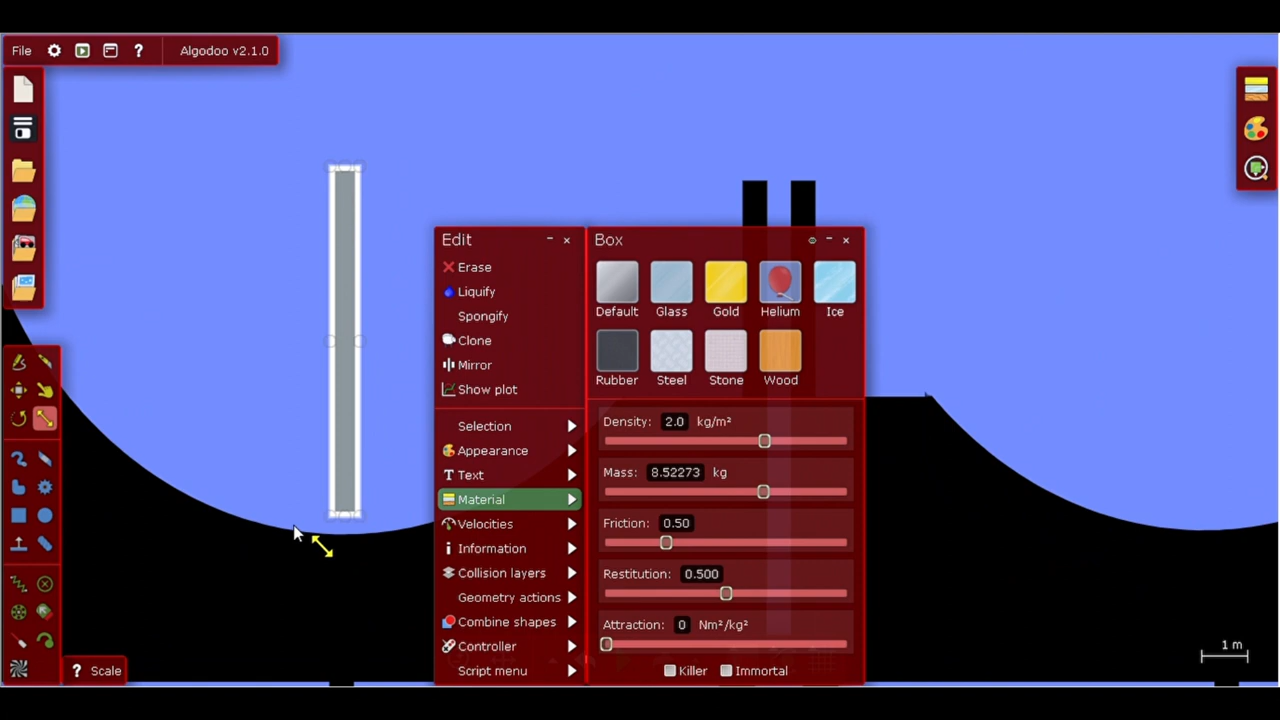 File ? Algodoo v2.1.0
Edit
Erase
Liquify
Spongify
Clone
Mirror
Show plot
Selection
Appearance
T Text
Material
Velocities
Information
Collision layers
Geometry actions
Combine shapes
Controller
Script menu
Box
Default Glass Gold Helium Ice
Rubber Steel Stone Wood
Density: 2.0 kg/m²
Mass: 8.52273 kg
Friction: 0.50
Restitution: 0.500
Attraction: 0 Nm²/kg²
Killer Immortal
? Scale
1 m